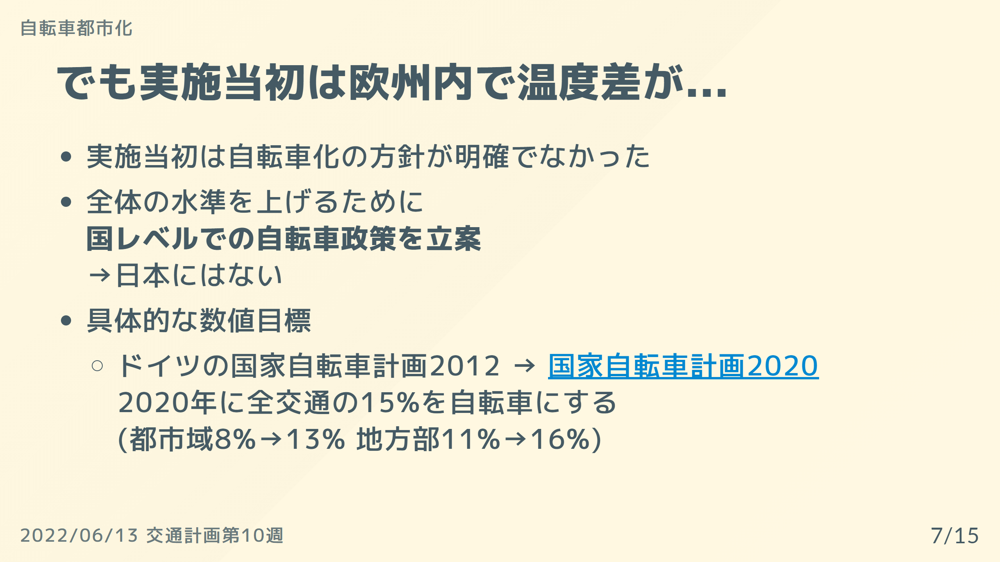 自転車都市化
でも実施当初は欧州内で温度差が...
• 実施当初は自転車化の方針が明確でなかった
• 全体の水準を上げるために
国レベルでの自転車政策を立案
→日本にはない
• 具体的な数値目標
○ ドイツの国家自転車計画2012 → 国家自転車計画2020
2020年に全交通の15%を自転車にする
(都市域8%→13% 地方部11%→16%)
2022/06/13 交通計画第10週
7/15